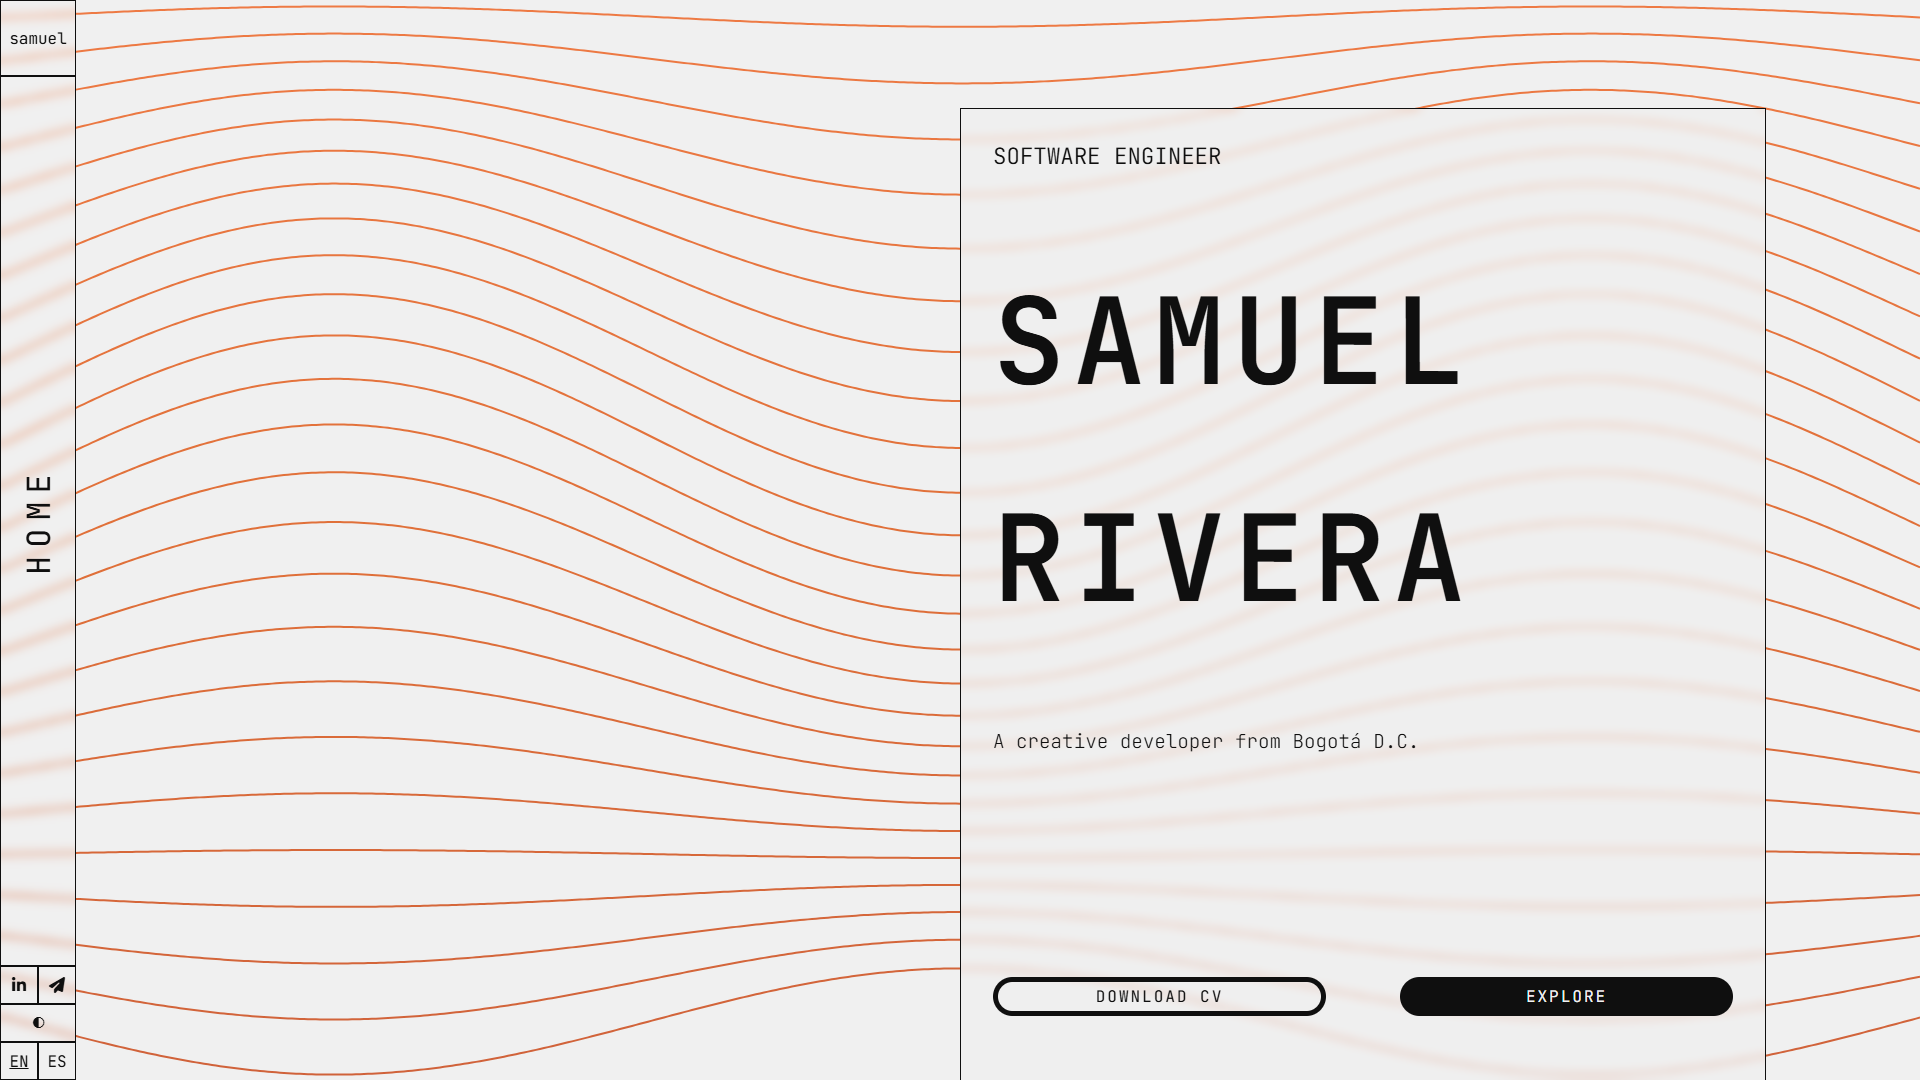 samuel
HOME
in
EN ES
SOFTWARE ENGINEER
SAMUEL
RIVERA
A creative developer from Bogotá D.C.
DOWNLOAD CV
EXPLORE